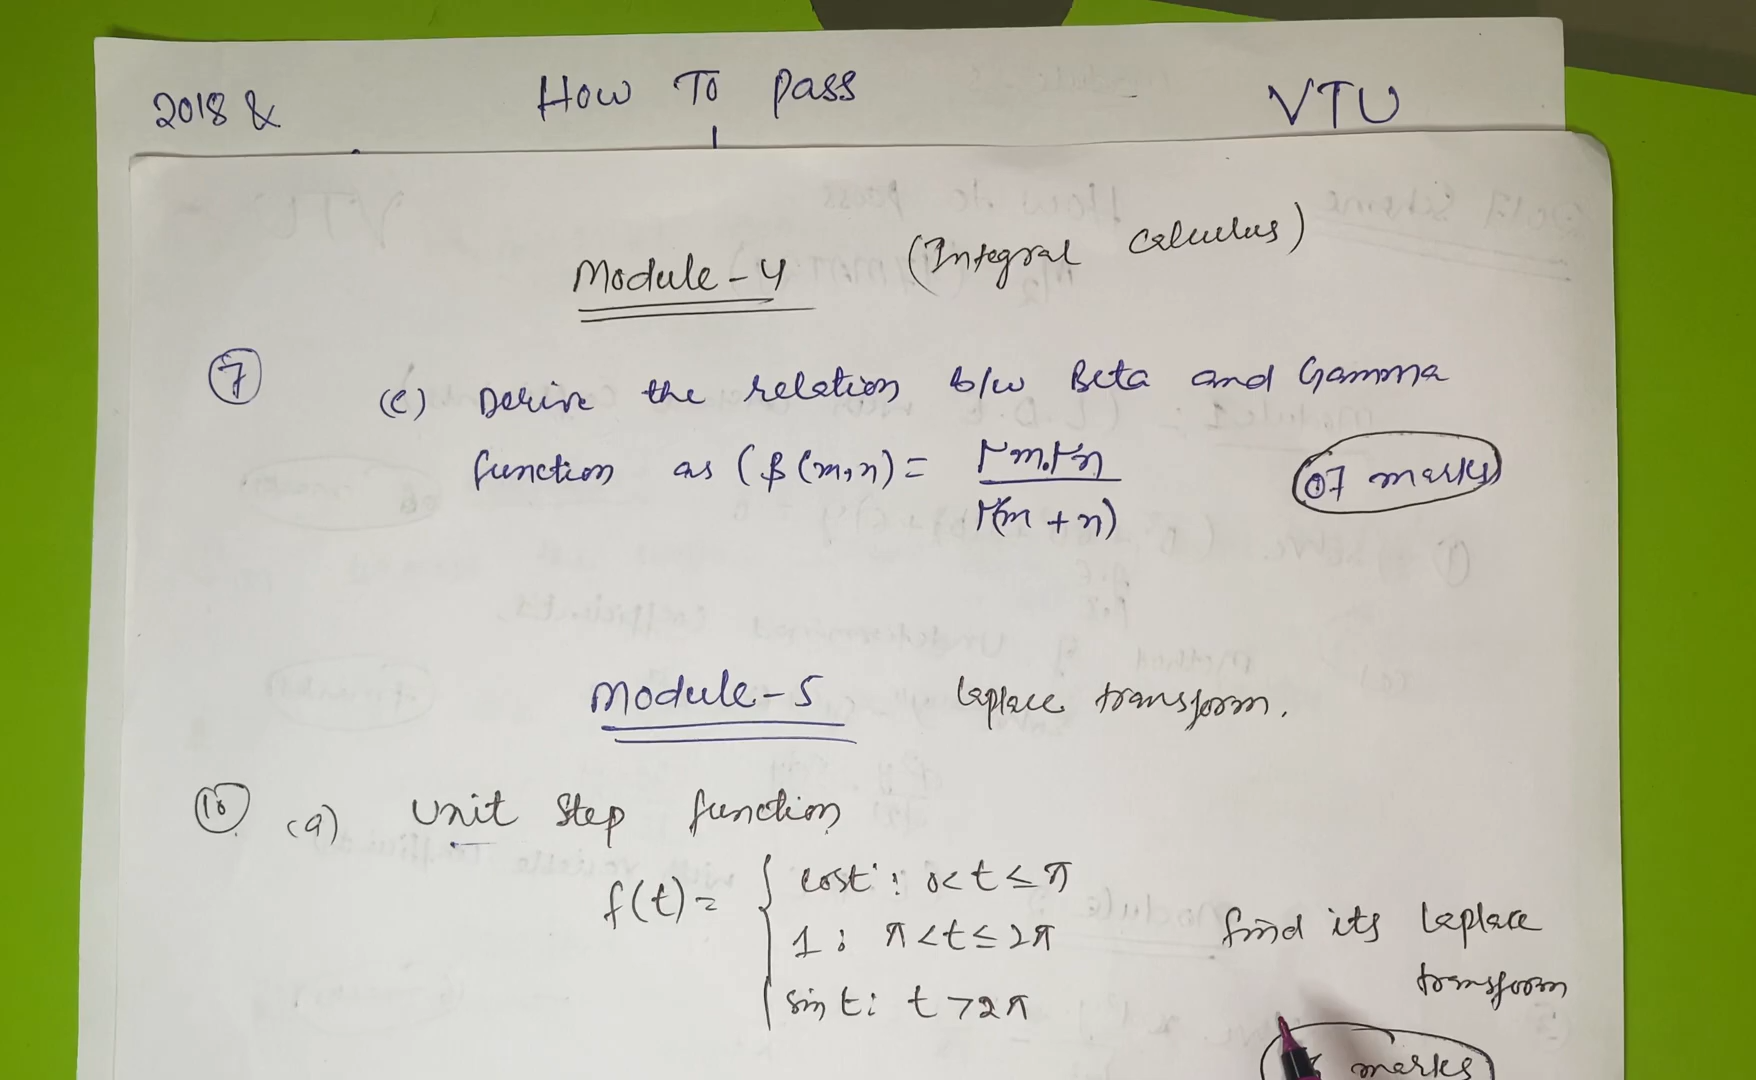 2018 & How To pass VTU
Module-4 (Integral calculus)
7 (c) Derive the relation b/w Beta and Gamma
function as (β(m,n) = Γm.Γn / Γ(m+n) 07 marks
Module-5 Laplace transform.
10 (a) Unit Step function
f(t) = { cost: 0<t≤π
1: π<t≤2π find its Laplace
transform
sint: t>2π
marks